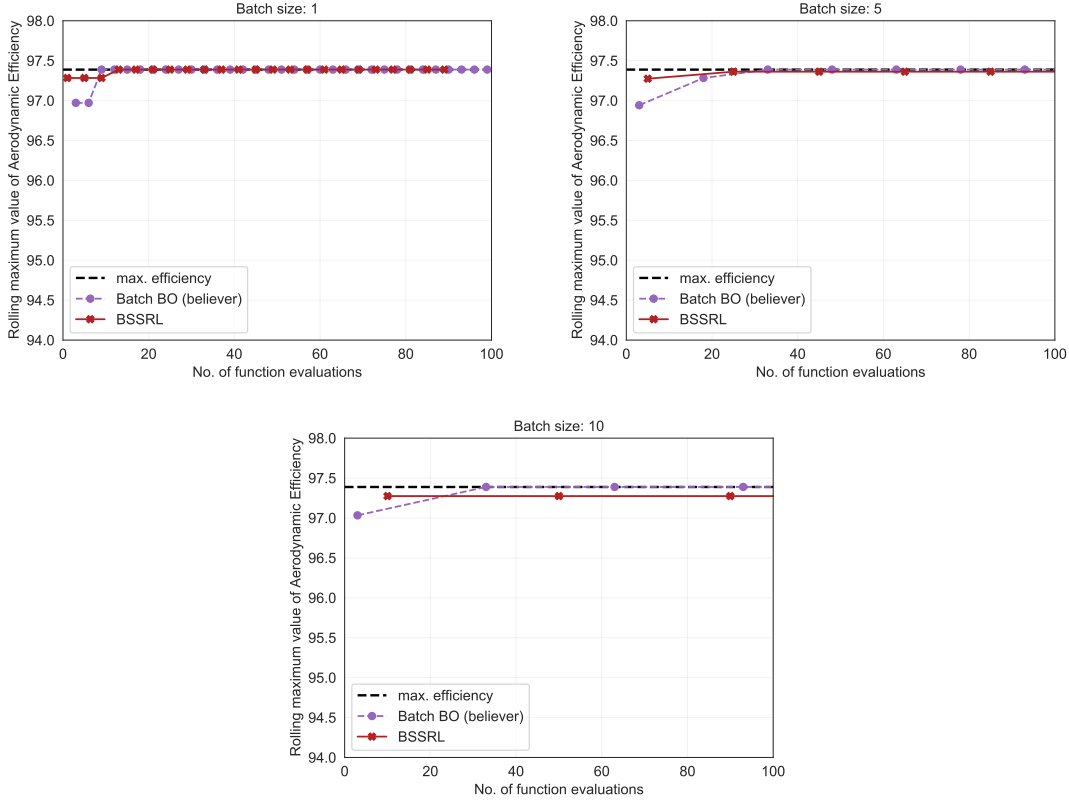 Batch size: 1
Rolling maximum value of Aerodynamic Efficiency
98.0
97.5
97.0
96.5
96.0
95.5
95.0
94.5
94.0
max. efficiency
Batch BO (believer)
BSSRL
0 20 40 60 80 100
No. of function evaluations
Batch size: 5
Rolling maximum value of Aerodynamic Efficiency
98.0
97.5
97.0
96.5
96.0
95.5
95.0
94.5
94.0
max. efficiency
Batch BO (believer)
BSSRL
0 20 40 60 80 100
No. of function evaluations
Batch size: 10
Rolling maximum value of Aerodynamic Efficiency
98.0
97.5
97.0
96.5
96.0
95.5
95.0
94.5
94.0
max. efficiency
Batch BO (believer)
BSSRL
0 20 40 60 80 100
No. of function evaluations